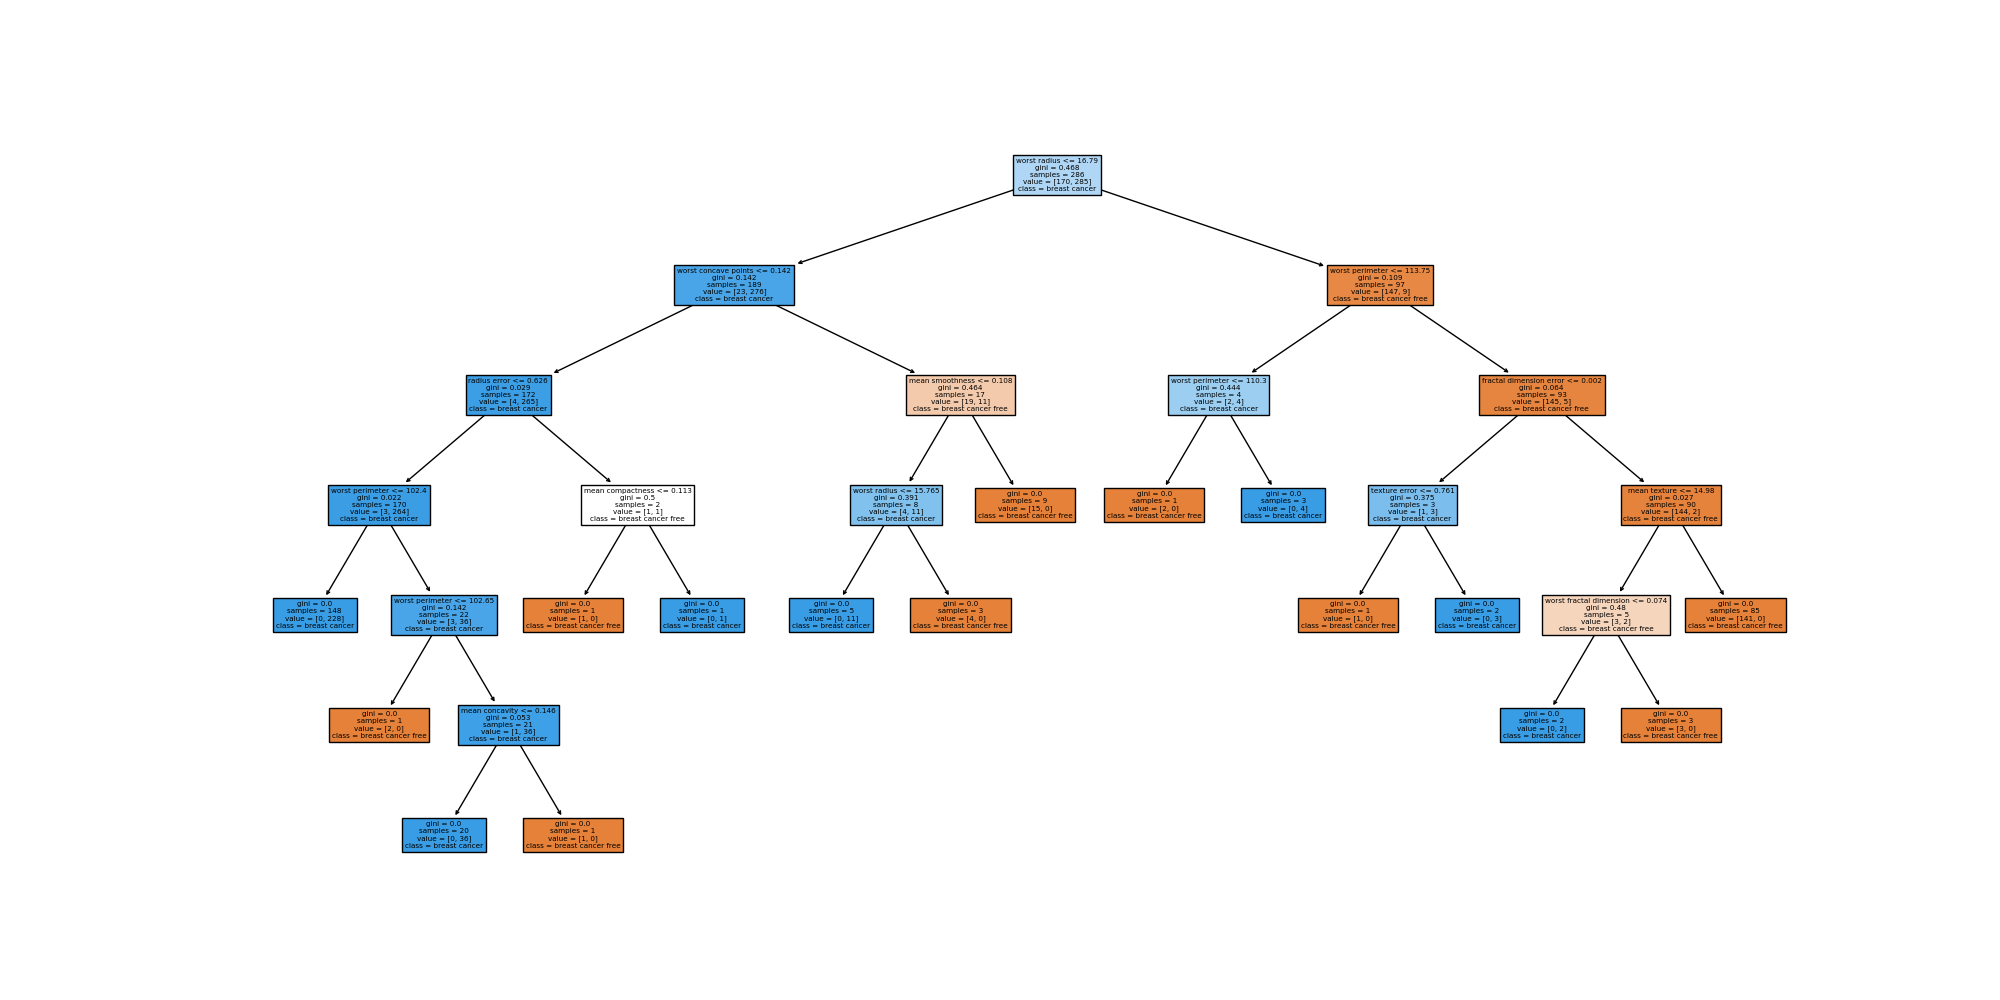 worst radius <= 16.79
gini = 0.468
samples = 286
value = [170, 285]
class = breast cancer
worst concave points <= 0.142
gini = 0.142
samples = 189
value = [23, 276]
class = breast cancer
worst perimeter <= 113.75
gini = 0.109
samples = 97
value = [147, 9]
class = breast cancer free
radius error <= 0.626
gini = 0.029
samples = 172
value = [4, 265]
class = breast cancer
mean smoothness <= 0.108
gini = 0.464
samples = 17
value = [19, 11]
class = breast cancer free
worst perimeter <= 110.3
gini = 0.444
samples = 4
value = [2, 4]
class = breast cancer
fractal dimension error <= 0.002
gini = 0.064
samples = 93
value = [145, 5]
class = breast cancer free
worst perimeter <= 102.4
gini = 0.022
samples = 170
value = [3, 264]
class = breast cancer
mean compactness <= 0.113
gini = 0.5
samples = 2
value = [1, 1]
class = breast cancer free
worst radius <= 15.765
gini = 0.391
samples = 8
value = [4, 11]
class = breast cancer
gini = 0.0
samples = 9
value = [15, 0]
class = breast cancer free
gini = 0.0
samples = 1
value = [2, 0]
class = breast cancer free
gini = 0.0
samples = 3
value = [0, 4]
class = breast cancer
texture error <= 0.761
gini = 0.375
samples = 3
value = [1, 3]
class = breast cancer
mean texture <= 14.98
gini = 0.027
samples = 90
value = [144, 2]
class = breast cancer free
gini = 0.0
samples = 148
value = [0, 228]
class = breast cancer
worst perimeter <= 102.65
gini = 0.142
samples = 22
value = [3, 36]
class = breast cancer
gini = 0.0
samples = 1
value = [1, 0]
class = breast cancer free
gini = 0.0
samples = 1
value = [0, 1]
class = breast cancer
gini = 0.0
samples = 5
value = [0, 11]
class = breast cancer
gini = 0.0
samples = 3
value = [4, 0]
class = breast cancer free
gini = 0.0
samples = 1
value = [1, 0]
class = breast cancer free
gini = 0.0
samples = 2
value = [0, 3]
class = breast cancer
worst fractal dimension <= 0.074
gini = 0.48
samples = 5
value = [3, 2]
class = breast cancer free
gini = 0.0
samples = 85
value = [141, 0]
class = breast cancer free
gini = 0.0
samples = 1
value = [2, 0]
class = breast cancer free
mean concavity <= 0.146
gini = 0.053
samples = 21
value = [1, 36]
class = breast cancer
gini = 0.0
samples = 2
value = [0, 2]
class = breast cancer
gini = 0.0
samples = 3
value = [3, 0]
class = breast cancer free
gini = 0.0
samples = 20
value = [0, 36]
class = breast cancer
gini = 0.0
samples = 1
value = [1, 0]
class = breast cancer free